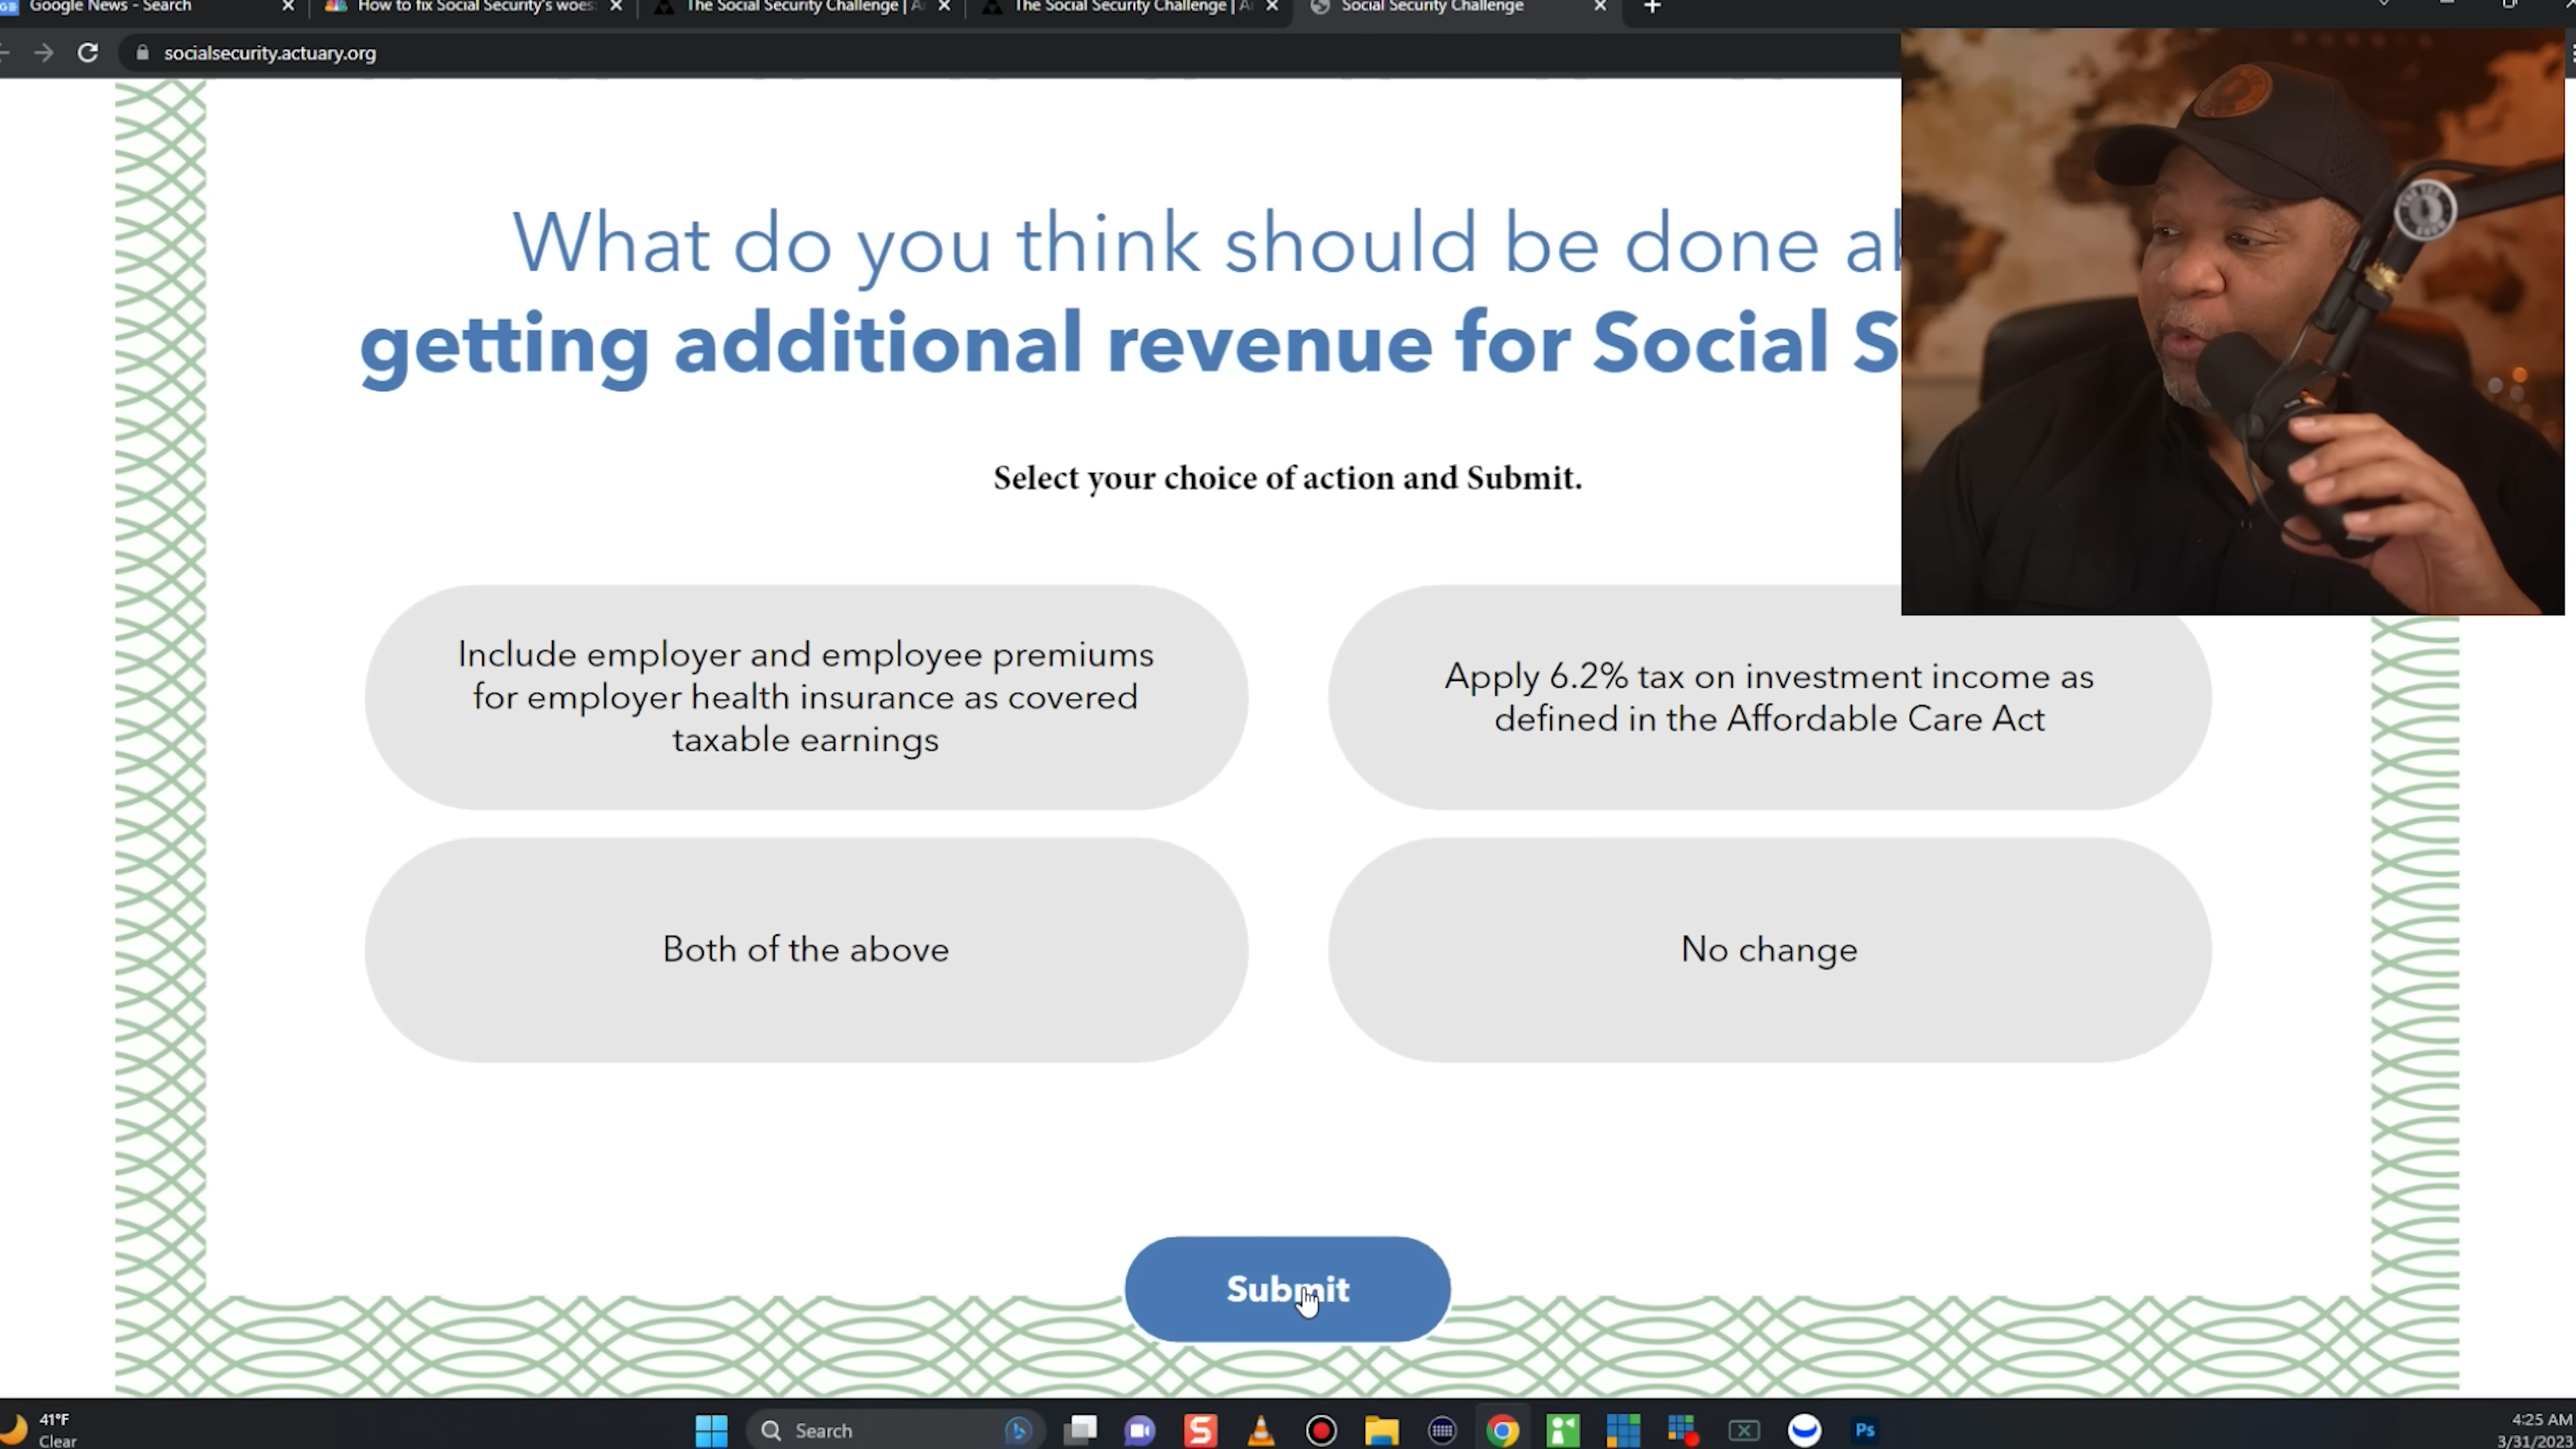 Google News - Search
How to fix Social Security's woes
The Social Security Challenge | A
The Social Security Challenge | A
Social Security Challenge
socialsecurity.actuary.org
What do you think should be done a
getting additional revenue for Social S
Select your choice of action and Submit.
Include employer and employee premiums
for employer health insurance as covered
taxable earnings
Apply 6.2% tax on investment income as
defined in the Affordable Care Act
Both of the above
No change
Submit
41°F
Clear
Search
Ps
4:25 AM
3/31/2023